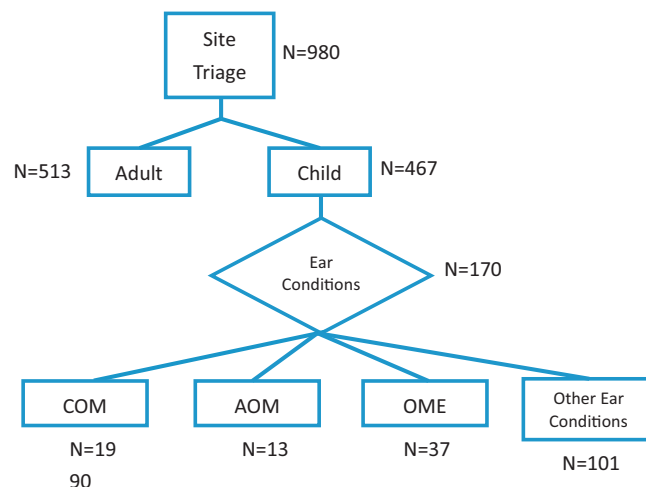 Site
Triage
N=980
N=513
Adult
Child
N=467
Ear
Conditions
N=170
COM
AOM
OME
Other Ear
Conditions
N=19
N=13
N=37
N=101
90